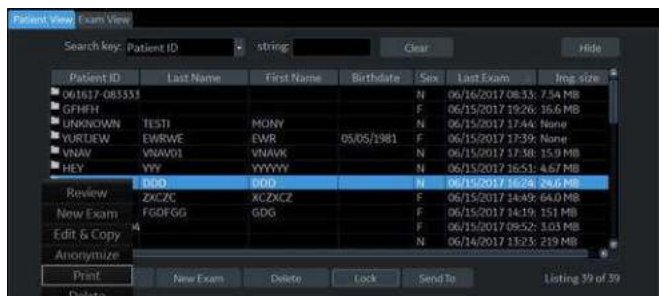 Patient View Exam View
Search key: Patient ID string: Clear Hide
Patient ID Last Name First Name Birthdate Sex Last Exam Img. size
061617-083333 N 06/16/2017 08:33: 7.54 MB
GFHFH F 06/15/2017 19:26: 16.6 MB
UNKNOWN TESTI MONY N 06/15/2017 17:44: None
YURTJEW EWRWE EWR 05/05/1981 F 06/15/2017 17:39: None
VNAV VNAV01 VNAVK N 06/15/2017 17:38: 15.9 MB
HEY YYY YYYYYY N 06/15/2017 16:51: 4.67 MB
DDD DDD N 06/15/2017 16:24: 24.6 MB
Review ZXCZC XCZXCZ F 06/15/2017 14:49: 64.0 MB
New Exam FGDFGG GDG F 06/15/2017 14:19: 151 MB
Edit & Copy F 06/15/2017 09:52: 3.03 MB
Anonymize N 06/14/2017 13:23: 219 MB
Print New Exam Delete Lock Send To Listing 39 of 39
Delete